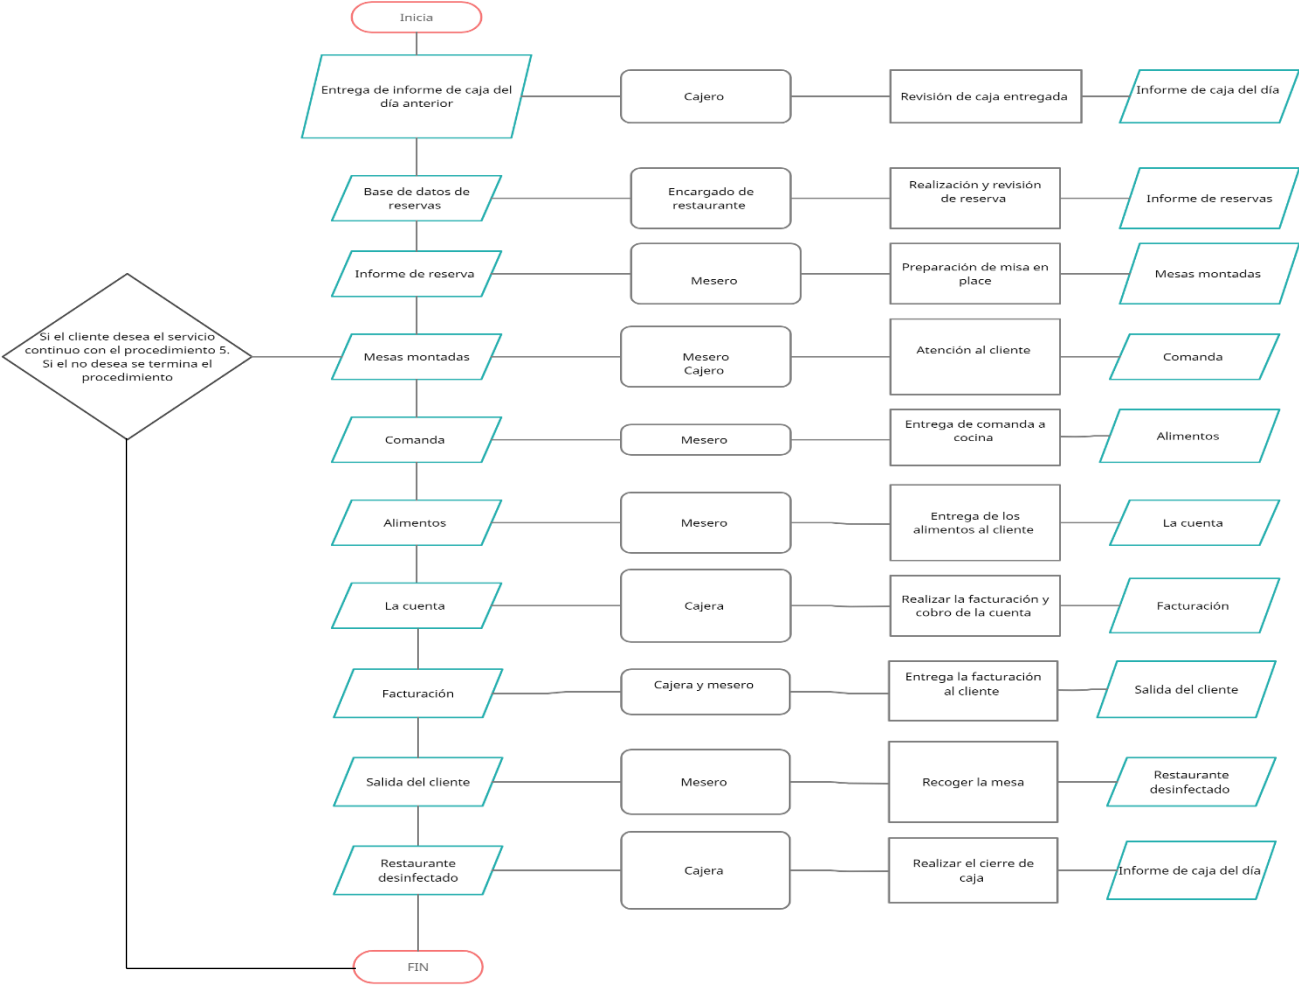 Inicia
Entrega de informe de caja del
día anterior
Cajero
Revisión de caja entregada
Informe de caja del día
Base de datos de
reservas
Encargado de
restaurante
Realización y revisión
de reserva
Informe de reservas
Informe de reserva
Mesero
Preparación de misa en
place
Mesas montadas
Si el cliente desea el servicio
continuo con el procedimiento 5.
Si el no desea se termina el
procedimiento
Mesas montadas
Mesero
Cajero
Atención al cliente
Comanda
Comanda
Mesero
Entrega de comanda a
cocina
Alimentos
Alimentos
Mesero
Entrega de los
alimentos al cliente
La cuenta
La cuenta
Cajera
Realizar la facturación y
cobro de la cuenta
Facturación
Facturación
Cajera y mesero
Entrega la facturación
al cliente
Salida del cliente
Salida del cliente
Mesero
Recoger la mesa
Restaurante
desinfectado
Restaurante
desinfectado
Cajera
Realizar el cierre de
caja
Informe de caja del día
FIN